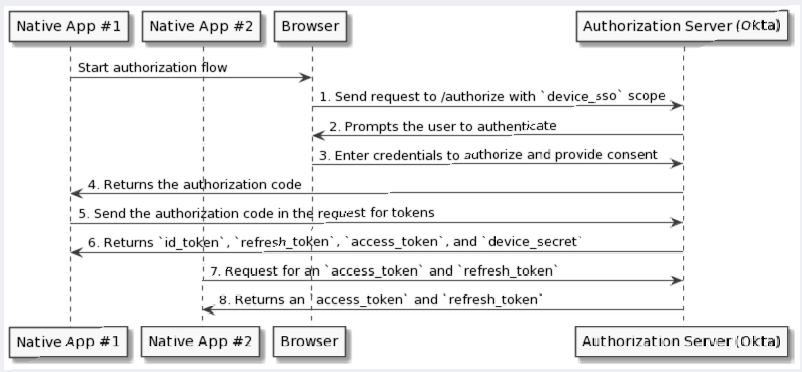 Native App #1 Native App #2 Browser Authorization Server (Okta)
Start authorization flow
1. Send request to /authorize with `device_sso` scope
2. Prompts the user to authenticate
3. Enter credentials to authorize and provide consent
4. Returns the authorization code
5. Send the authorization code in the request for tokens
6. Returns `id_token`, `refresh_token`, `access_token`, and `device_secret`
7. Request for an `access_token` and `refresh_token`
8. Returns an `access_token` and `refresh_token`
Native App #1 Native App #2 Browser Authorization Server (Okta)